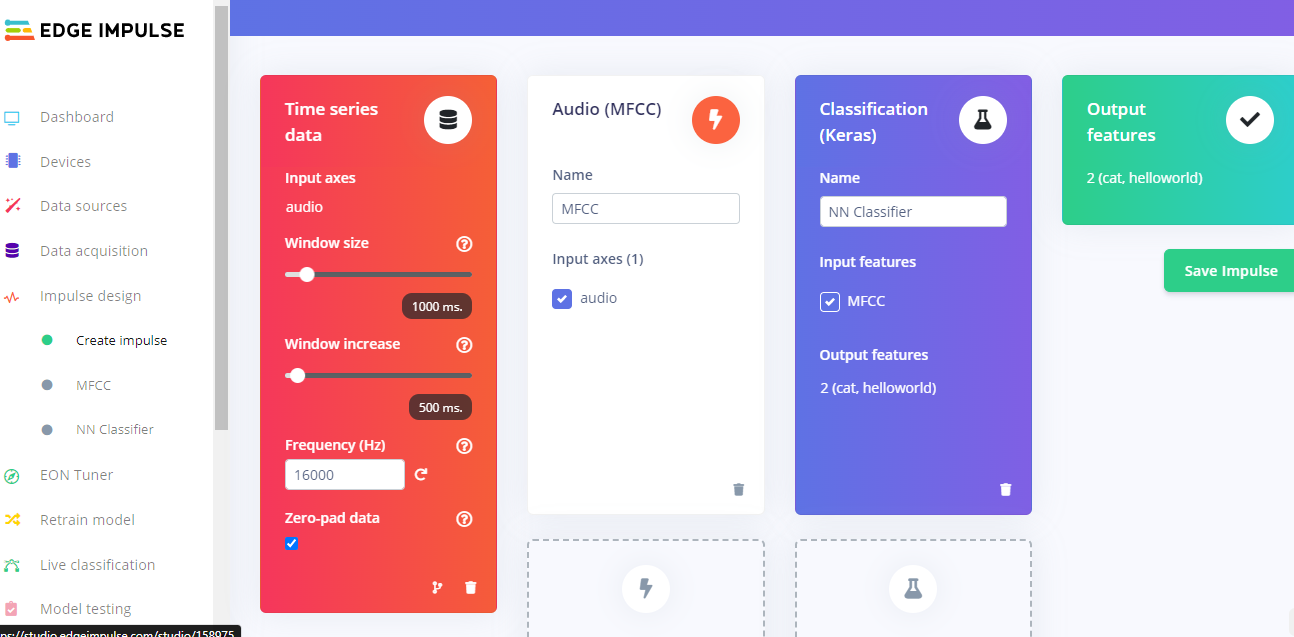 EDGE IMPULSE
Dashboard
Devices
Data sources
Data acquisition
Impulse design
Create impulse
MFCC
NN Classifier
EON Tuner
Retrain model
Live classification
Model testing
ns://studio.edgeimpulse.com/studio/158975
Time series
data
Input axes
audio
Window size
1000 ms.
Window increase
500 ms.
Frequency (Hz)
16000
Zero-pad data
Audio (MFCC)
Name
MFCC
Input axes (1)
audio
Classification
(Keras)
Name
NN Classifier
Input features
MFCC
Output features
2 (cat, helloworld)
Output
features
2 (cat, helloworld)
Save Impulse